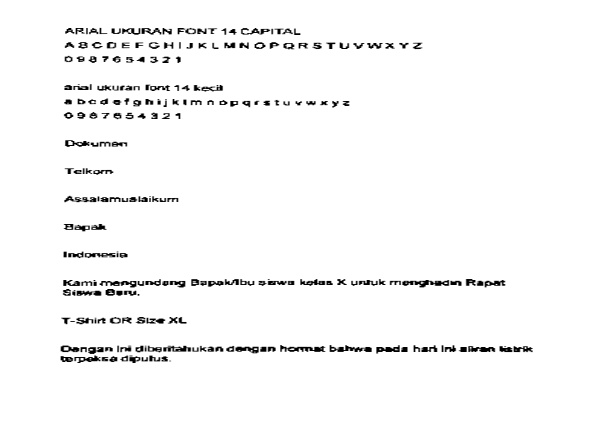 ARIAL UKURAN FONT 14 CAPITAL
A B C D E F G H I J K L M N O P Q R S T U V W X Y Z
0 9 8 7 6 5 4 3 2 1
arial ukuran font 14 kecil
a b c d e f g h i j k l m n o p q r s t u v w x y z
0 9 8 7 6 5 4 3 2 1
Dokumen
Telkom
Assalamualaikum
Bapak
Indonesia
Kami mengundang Bapak/Ibu siswa kelas X untuk menghadiri Rapat
Siswa Baru.
T-Shirt OR Size XL
Dengan ini diberitahukan dengan hormat bahwa pada hari ini aliran listrik
terpaksa diputus.